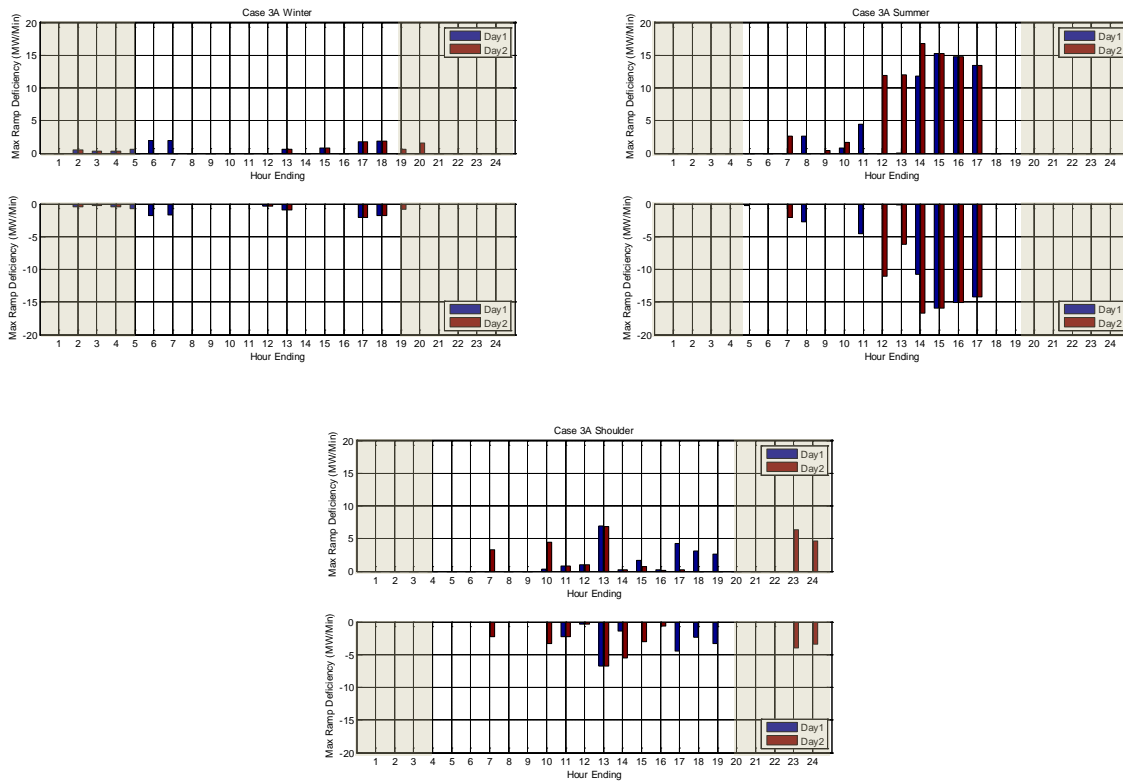 Case 3A Winter
Max Ramp Deficiency (MW/Min)
20
15
10
5
0
Day1
Day2
1 2 3 4 5 6 7 8 9 10 11 12 13 14 15 16 17 18 19 20 21 22 23 24
Hour Ending
Max Ramp Deficiency (MW/Min)
0
-5
-10
-15
-20
Day1
Day2
1 2 3 4 5 6 7 8 9 10 11 12 13 14 15 16 17 18 19 20 21 22 23 24
Hour Ending
Case 3A Summer
Max Ramp Deficiency (MW/Min)
20
15
10
5
0
Day1
Day2
1 2 3 4 5 6 7 8 9 10 11 12 13 14 15 16 17 18 19 20 21 22 23 24
Hour Ending
Max Ramp Deficiency (MW/Min)
0
-5
-10
-15
-20
Day1
Day2
1 2 3 4 5 6 7 8 9 10 11 12 13 14 15 16 17 18 19 20 21 22 23 24
Hour Ending
Case 3A Shoulder
Max Ramp Deficiency (MW/Min)
20
15
10
5
0
Day1
Day2
1 2 3 4 5 6 7 8 9 10 11 12 13 14 15 16 17 18 19 20 21 22 23 24
Hour Ending
Max Ramp Deficiency (MW/Min)
0
-5
-10
-15
-20
Day1
Day2
1 2 3 4 5 6 7 8 9 10 11 12 13 14 15 16 17 18 19 20 21 22 23 24
Hour Ending